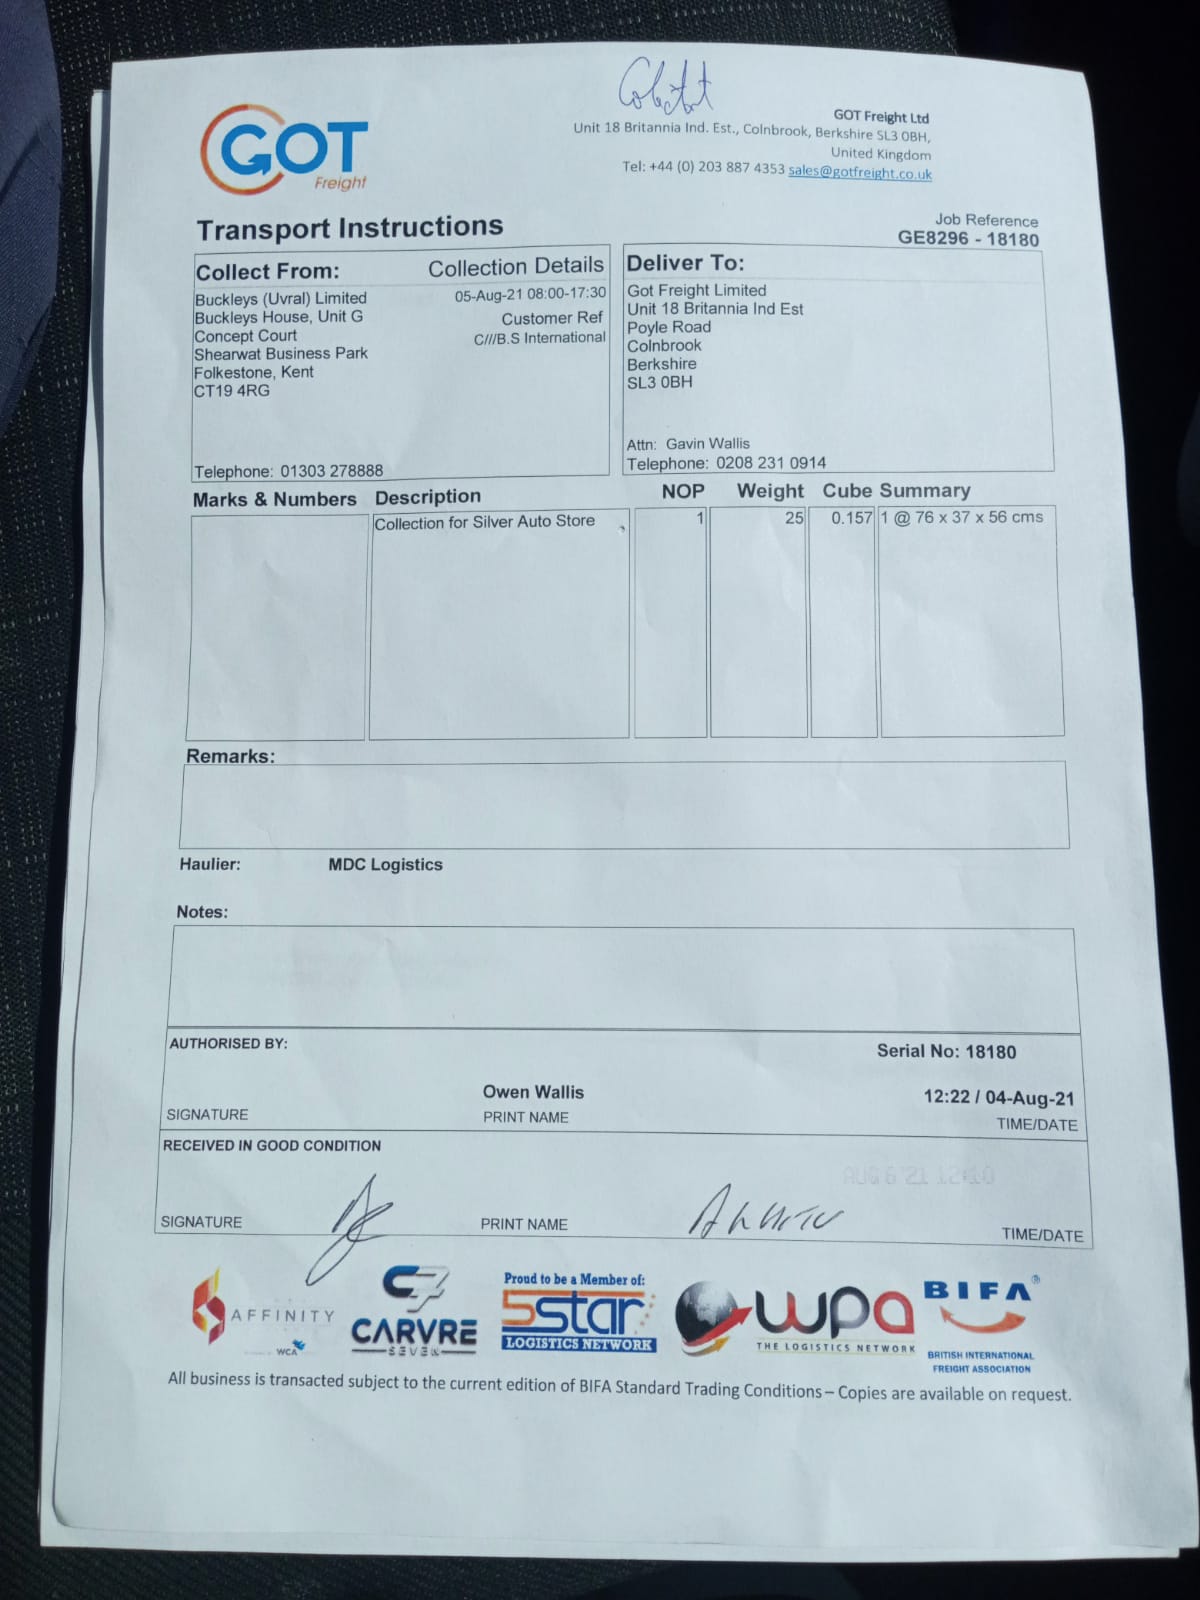 GOT
Freight
GOT Freight Ltd
Unit 18 Britannia Ind. Est., Colnbrook, Berkshire SL3 0BH,
United Kingdom
Tel: +44 (0) 203 887 4353 sales@gotfreight.co.uk
Transport Instructions
Job Reference
GE8296 - 18180
Collect From:
Collection Details
Buckleys (Uvral) Limited
05-Aug-21 08:00-17:30
Buckleys House, Unit G
Customer Ref
Concept Court
C///B.S International
Shearwat Business Park
Folkestone, Kent
CT19 4RG
Telephone: 01303 278888
Deliver To:
Got Freight Limited
Unit 18 Britannia Ind Est
Poyle Road
Colnbrook
Berkshire
SL3 0BH
Attn: Gavin Wallis
Telephone: 0208 231 0914
Marks & Numbers Description NOP Weight Cube Summary
Collection for Silver Auto Store 1 25 0.157 1 @ 76 x 37 x 56 cms
Remarks:
Haulier: MDC Logistics
Notes:
AUTHORISED BY:
Serial No: 18180
Owen Wallis
12:22 / 04-Aug-21
SIGNATURE
PRINT NAME
TIME/DATE
RECEIVED IN GOOD CONDITION
AUG 6 '21 12:10
SIGNATURE
PRINT NAME
TIME/DATE
AFFINITY
WCA
C7
CARVRE
SEVEN
Proud to be a Member of:
5star
LOGISTICS NETWORK
wpa
THE LOGISTICS NETWORK
BIFA®
BRITISH INTERNATIONAL
FREIGHT ASSOCIATION
All business is transacted subject to the current edition of BIFA Standard Trading Conditions – Copies are available on request.